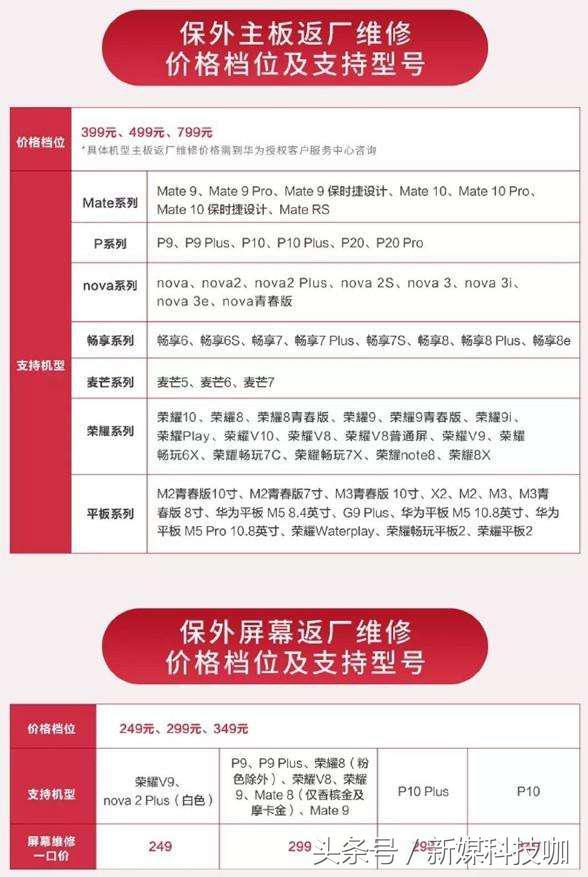 保外主板返厂维修
价格档位及支持型号
价格档位
399元、499元、799元
*具体机型主板返厂维修价格需到华为授权客户服务中心咨询
支持机型
Mate系列
Mate 9、Mate 9 Pro、Mate 9 保时捷设计、Mate 10、Mate 10 Pro、
Mate 10 保时捷设计、Mate RS
P系列
P9、P9 Plus、P10、P10 Plus、P20、P20 Pro
nova系列
nova、nova2、nova2 Plus、nova 2S、nova 3、nova 3i、
nova 3e、nova青春版
畅享系列
畅享6、畅享6S、畅享7、畅享7 Plus、畅享7S、畅享8、畅享8 Plus、畅享8e
麦芒系列
麦芒5、麦芒6、麦芒7
荣耀系列
荣耀10、荣耀8、荣耀8青春版、荣耀9、荣耀9青春版、荣耀9i、
荣耀Play、荣耀V10、荣耀V8、荣耀V8普通屏、荣耀V9、荣耀
畅玩6X、荣耀畅玩7C、荣耀畅玩7X、荣耀note8、荣耀8X
平板系列
M2青春版10寸、M2青春版7寸、M3青春版 10寸、X2、M2、M3、M3青
春版 8寸、华为平板 M5 8.4英寸、G9 Plus、华为平板 M5 10.8英寸、华为
平板 M5 Pro 10.8英寸、荣耀Waterplay、荣耀畅玩平板2、荣耀平板2
保外屏幕返厂维修
价格档位及支持型号
价格档位
249元、299元、349元
支持机型
荣耀V9、
nova 2 Plus（白色）
P9、P9 Plus、荣耀8（粉
色除外）、荣耀V8、荣耀
9、Mate 8（仅香槟金及
摩卡金）、Mate 9
P10 Plus
P10
屏幕维修
一口价
249
299
头条号／新媒科技咖